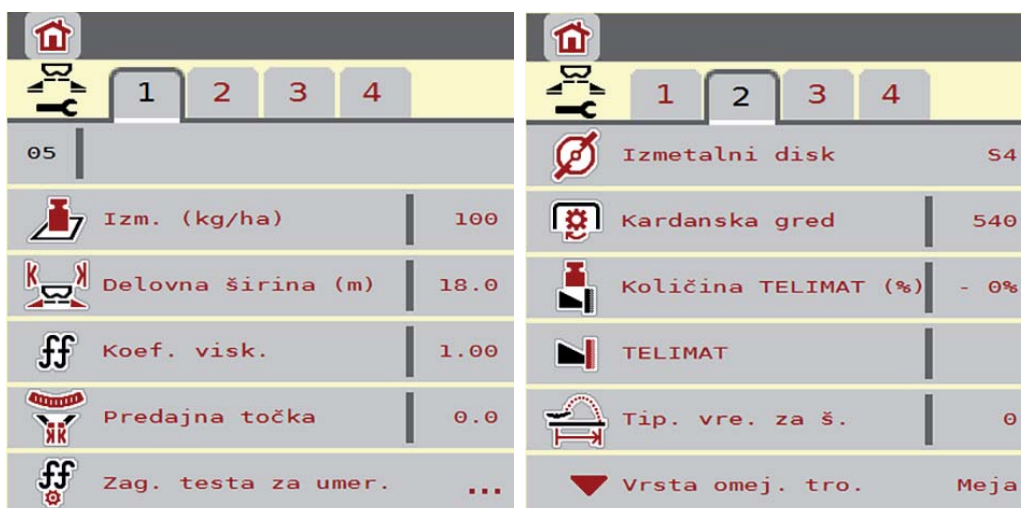 1 2 3 4
05
Izm. (kg/ha) 100
Delovna širina (m) 18.0
Koef. visk. 1.00
Predajna točka 0.0
Zag. testa za umer. ...
1 2 3 4
Izmetalni disk S4
Kardanska gred 540
Količina TELIMAT (%) - 0%
TELIMAT
Tip. vre. za š. 0
Vrsta omej. tro. Meja